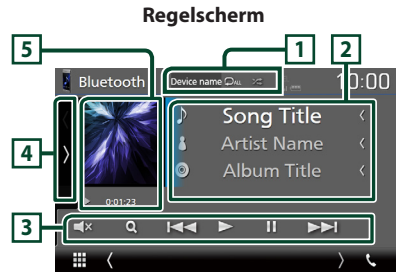 Regelscherm
5
1
2
Bluetooth
Device name ALL
10:00
Song Title
Artist Name
Album Title
4
0:01:23
3